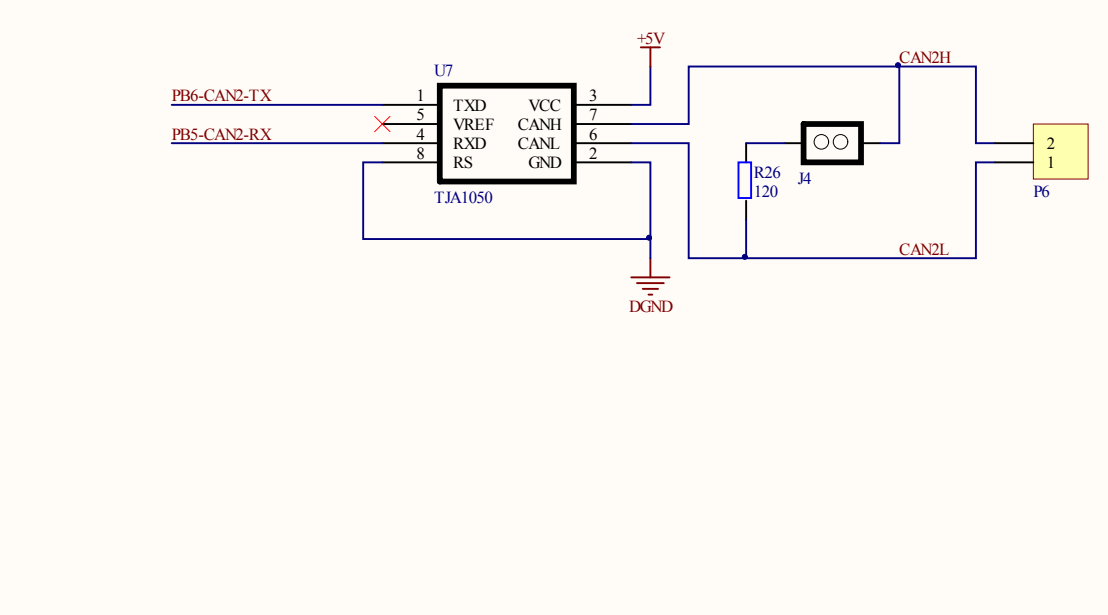 +5V
CAN2H
U7
PB6-CAN2-TX
1
TXD
VCC
3
5
VREF
CANH
7
PB5-CAN2-RX
4
RXD
CANL
6
8
RS
GND
2
TJA1050
R26
120
J4
2
1
P6
CAN2L
DGND